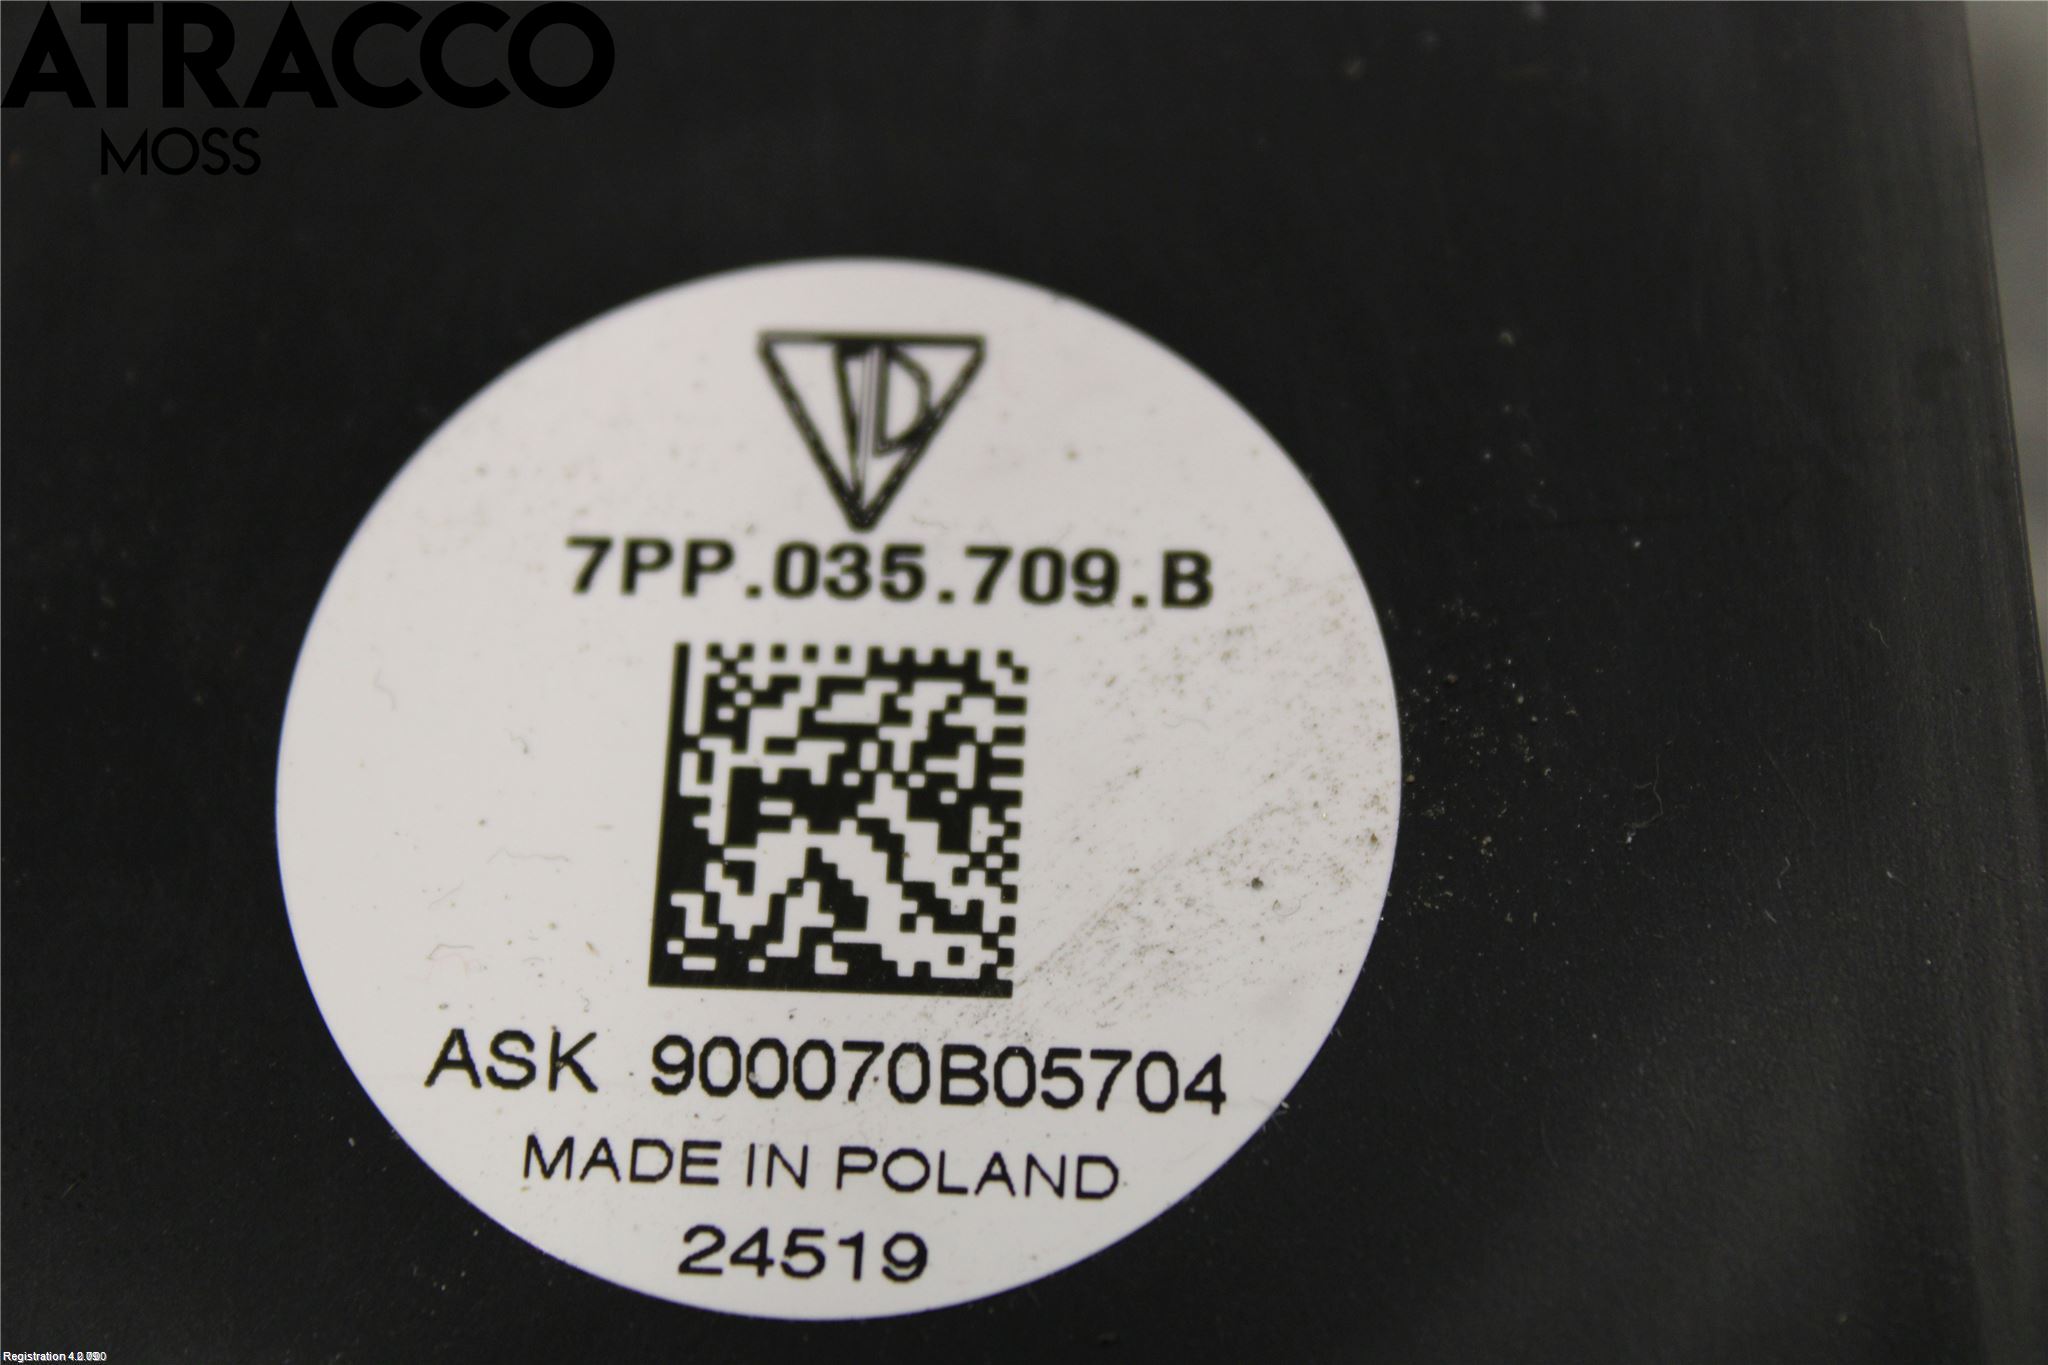 ATRACCO
MOSS
7PP.035.709.B
ASK 900070B05704
MADE IN POLAND
24519